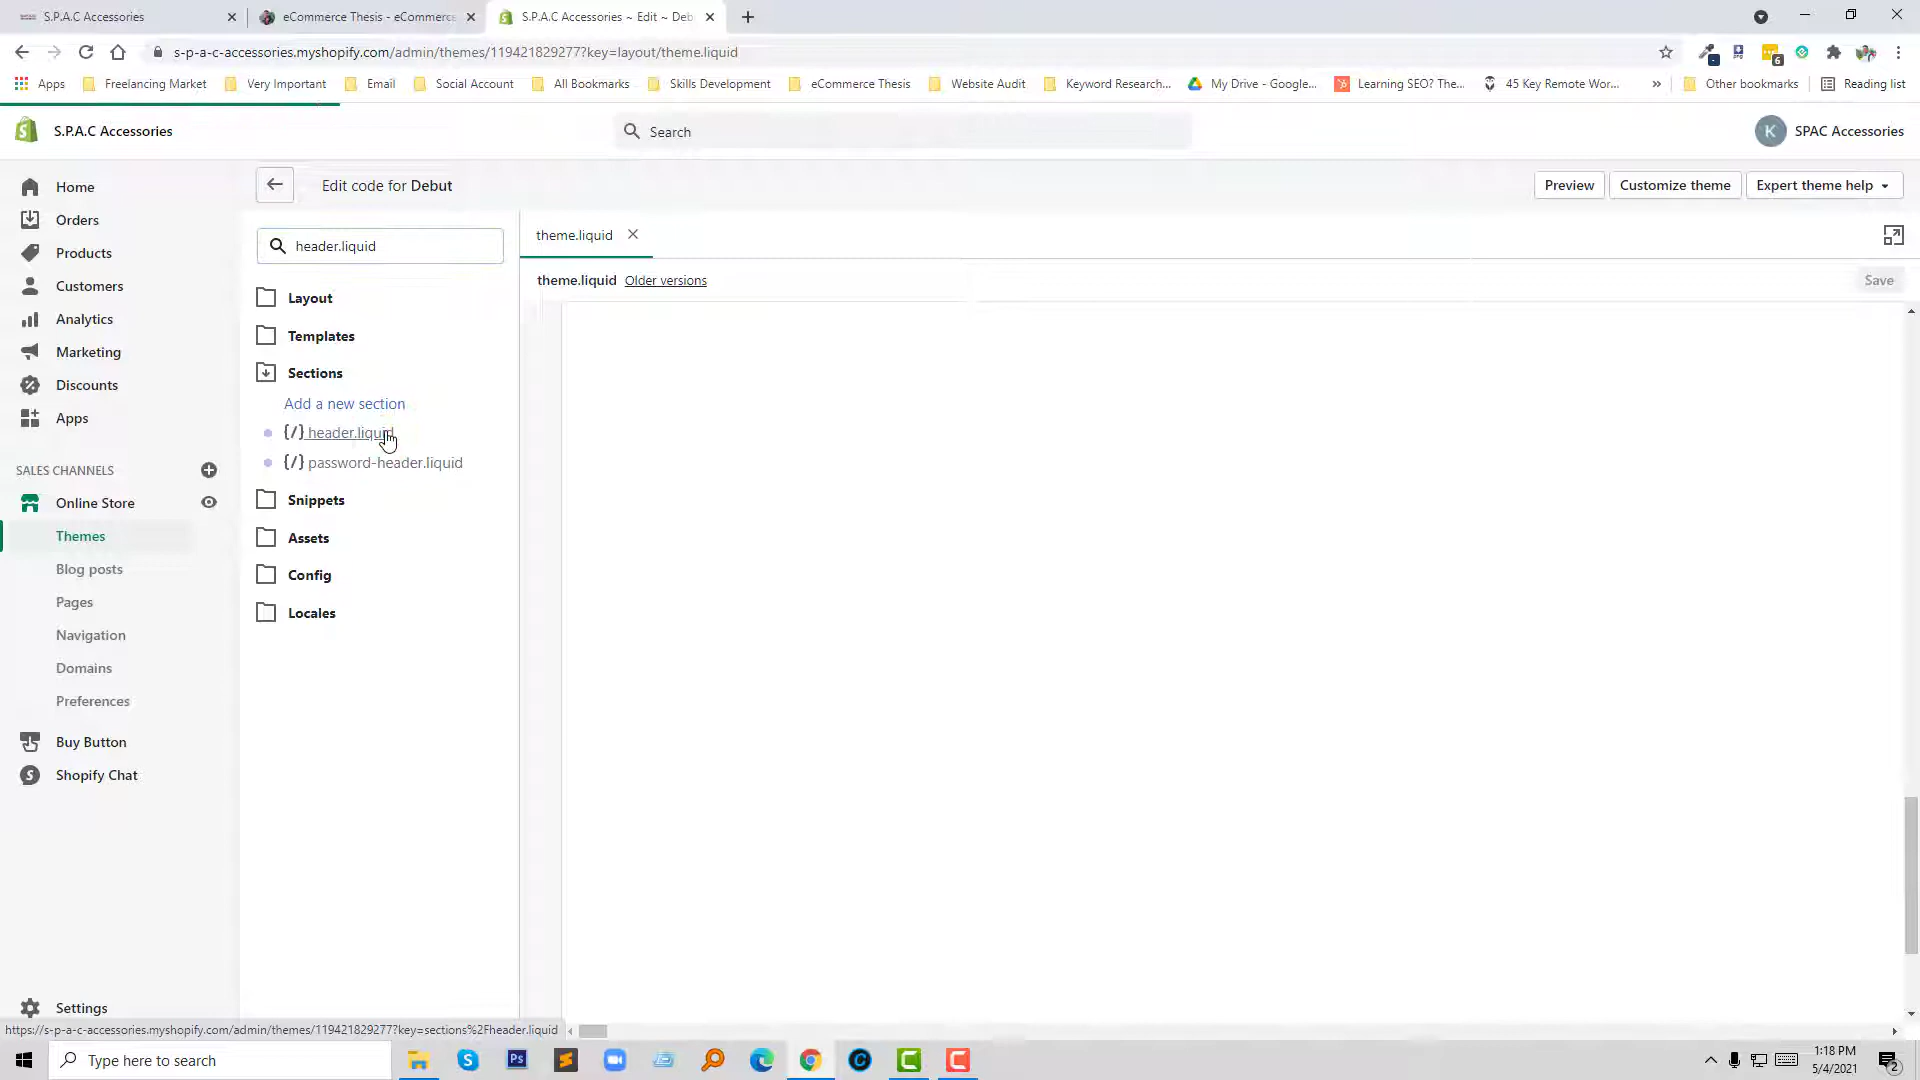 S.P.A.C Accessories
eCommerce Thesis - eCommerce
S.P.A.C Accessories ~ Edit ~ Deb
s-p-a-c-accessories.myshopify.com/admin/themes/119421829277?key=layout/theme.liquid
Apps
Freelancing Market
Very Important
Email
Social Account
All Bookmarks
Skills Development
eCommerce Thesis
Website Audit
Keyword Research...
My Drive - Google...
Learning SEO? The...
45 Key Remote Wor...
»
Other bookmarks
Reading list
S.P.A.C Accessories
Search
K
SPAC Accessories
Home
Orders
Products
Customers
Analytics
Marketing
Discounts
Apps
SALES CHANNELS
Online Store
Themes
Blog posts
Pages
Navigation
Domains
Preferences
Buy Button
Shopify Chat
Settings
Edit code for Debut
Preview
Customize theme
Expert theme help
header.liquid
Layout
Templates
Sections
Add a new section
{/} header.liquid
{/} password-header.liquid
Snippets
Assets
Config
Locales
theme.liquid
theme.liquid Older versions
Save
https://s-p-a-c-accessories.myshopify.com/admin/themes/119421829277?key=sections%2Fheader.liquid
Type here to search
Ps
1:18 PM
5/4/2021
2